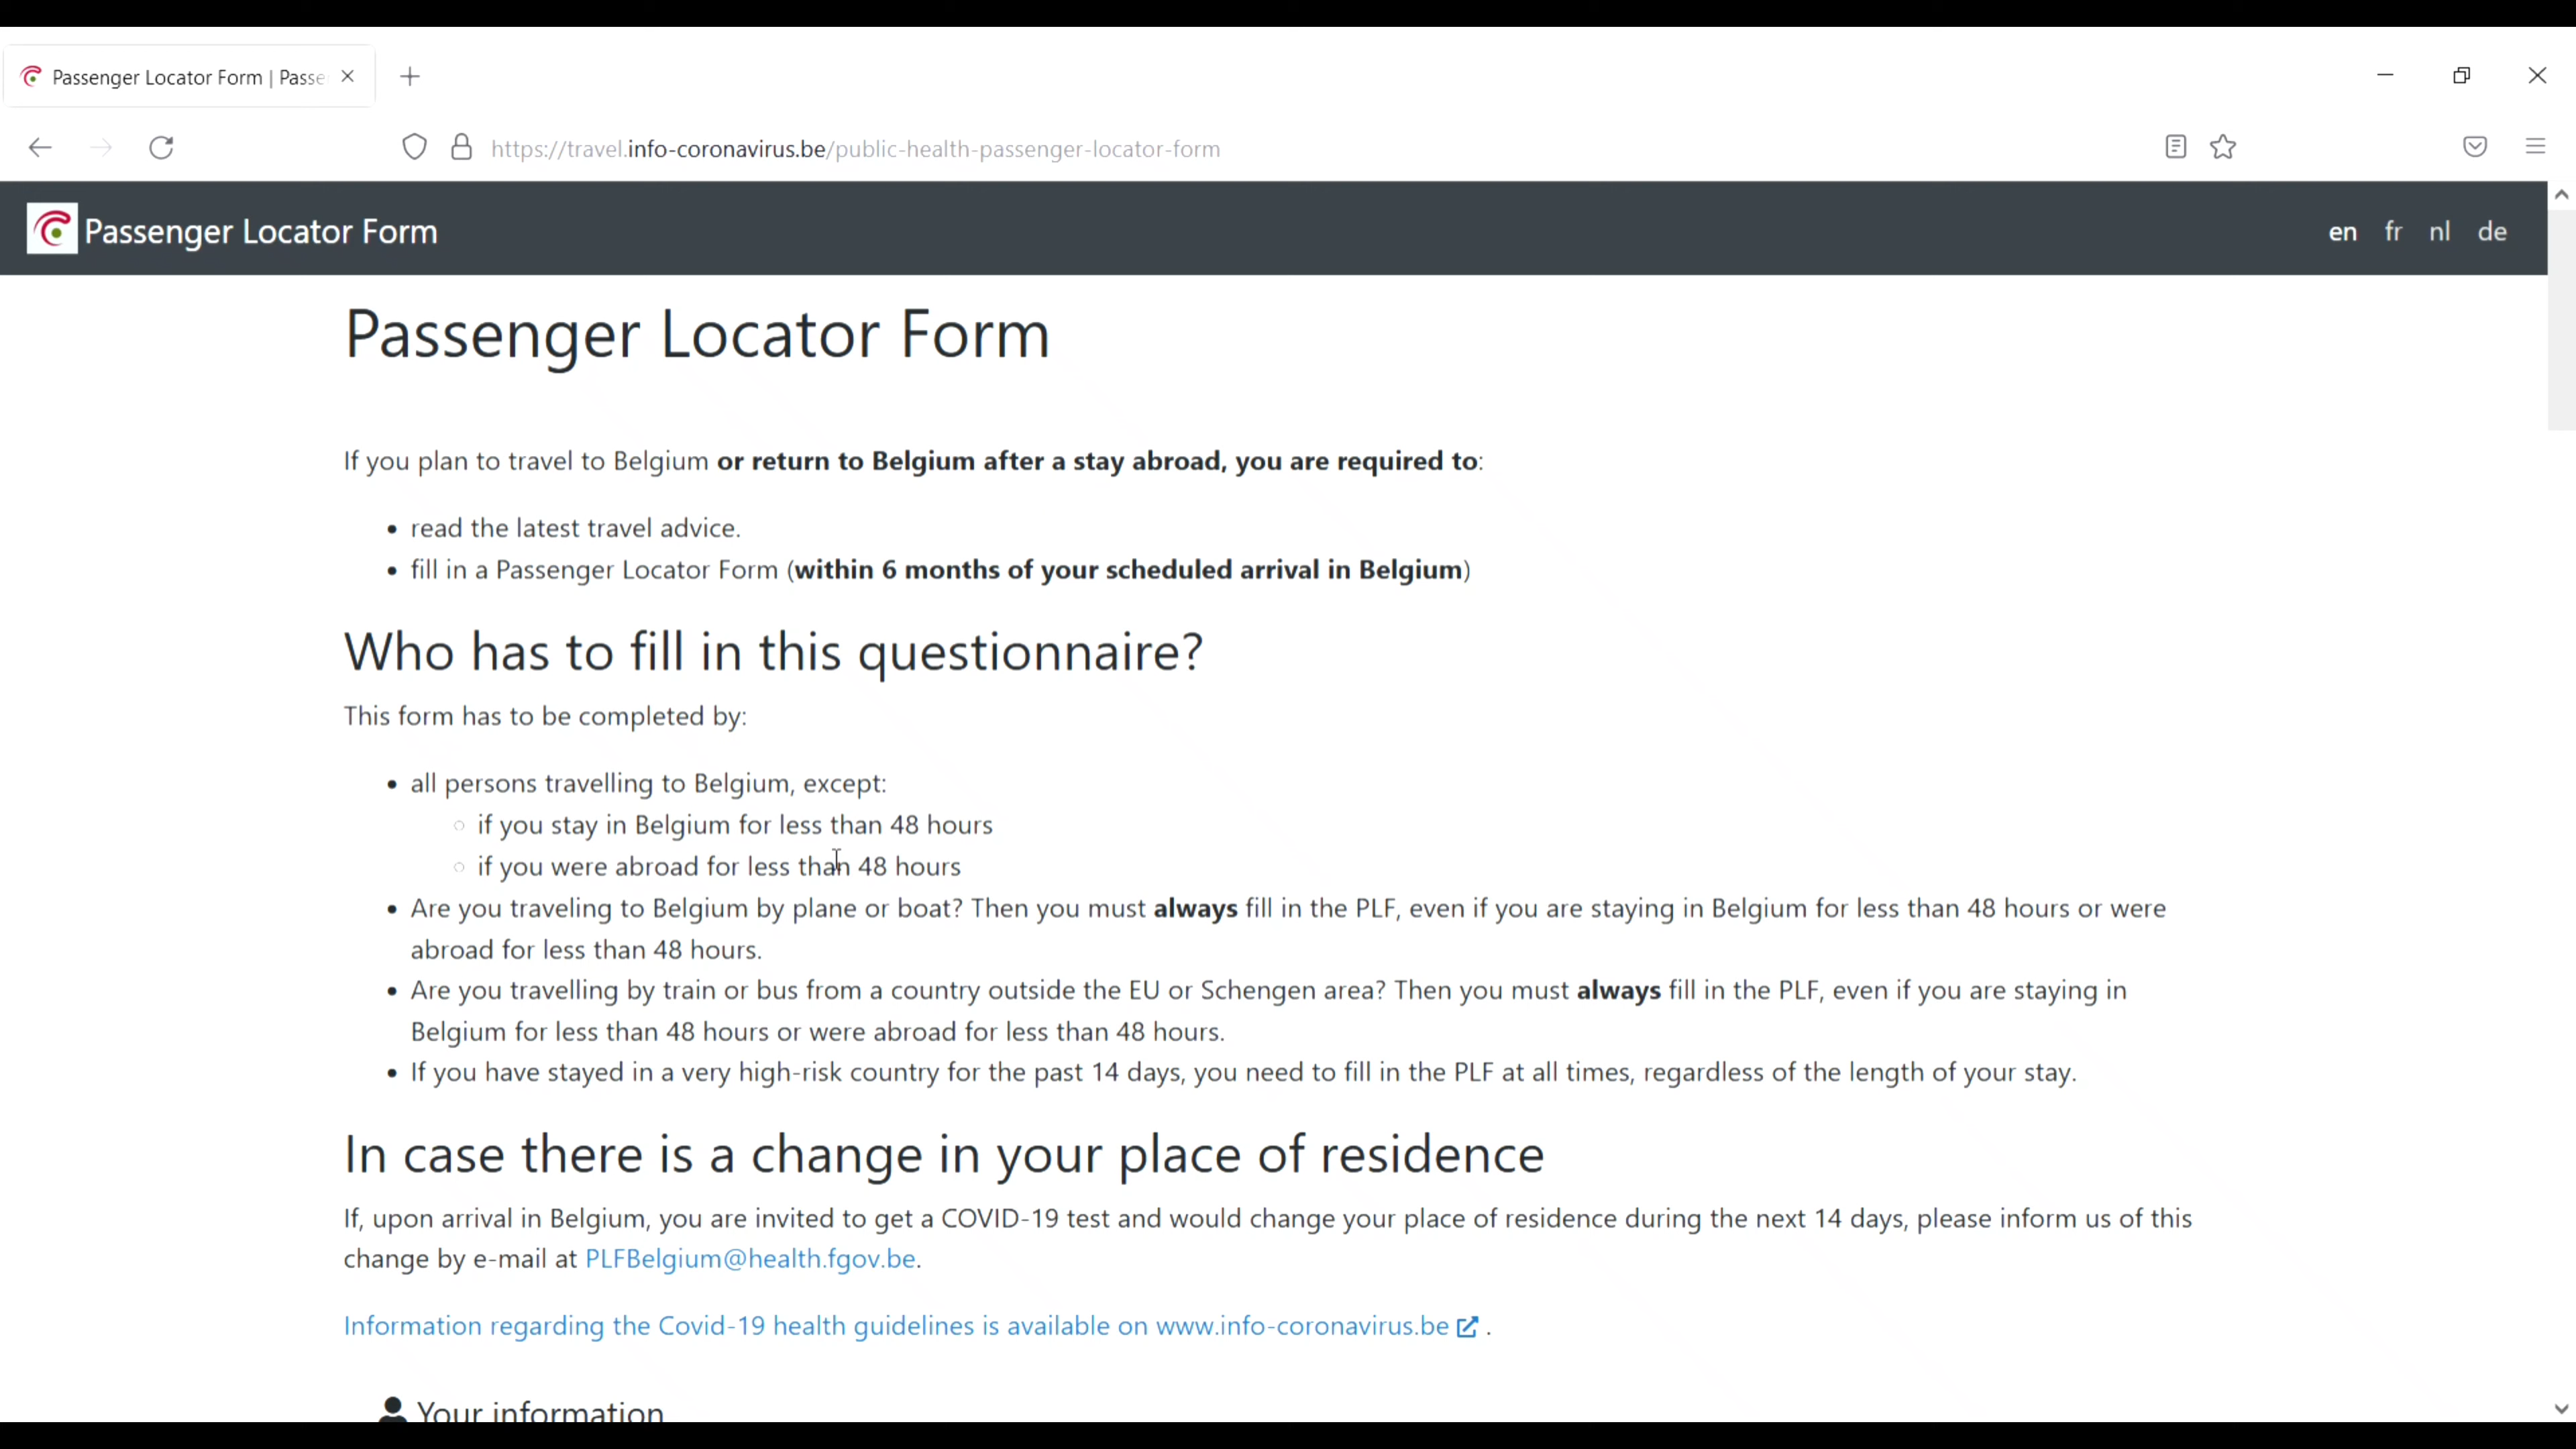 Passenger Locator Form | Passe
https://travel.info-coronavirus.be/public-health-passenger-locator-form
Passenger Locator Form
en fr nl de
Passenger Locator Form
If you plan to travel to Belgium or return to Belgium after a stay abroad, you are required to:
• read the latest travel advice.
• fill in a Passenger Locator Form (within 6 months of your scheduled arrival in Belgium)
Who has to fill in this questionnaire?
This form has to be completed by:
• all persons travelling to Belgium, except:
○ if you stay in Belgium for less than 48 hours
○ if you were abroad for less than 48 hours
• Are you traveling to Belgium by plane or boat? Then you must always fill in the PLF, even if you are staying in Belgium for less than 48 hours or were
abroad for less than 48 hours.
• Are you travelling by train or bus from a country outside the EU or Schengen area? Then you must always fill in the PLF, even if you are staying in
Belgium for less than 48 hours or were abroad for less than 48 hours.
• If you have stayed in a very high-risk country for the past 14 days, you need to fill in the PLF at all times, regardless of the length of your stay.
In case there is a change in your place of residence
If, upon arrival in Belgium, you are invited to get a COVID-19 test and would change your place of residence during the next 14 days, please inform us of this
change by e-mail at PLFBelgium@health.fgov.be.
Information regarding the Covid-19 health guidelines is available on www.info-coronavirus.be .
Your information